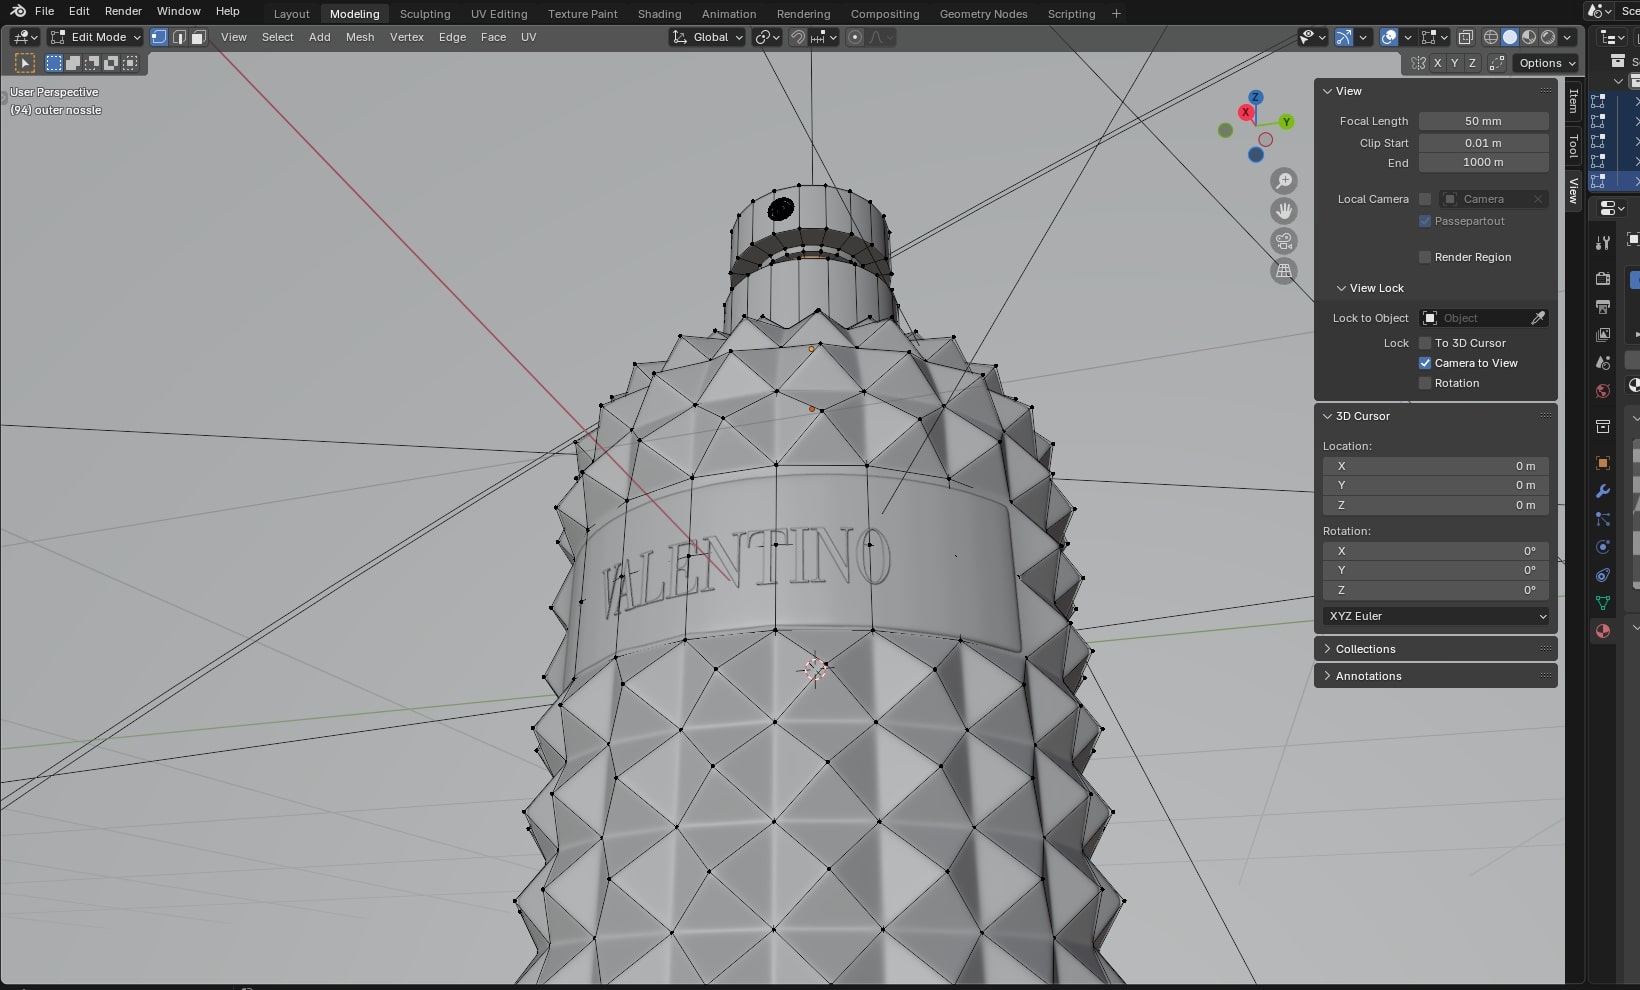 File Edit Render Window Help Layout Modeling Sculpting UV Editing Texture Paint Shading Animation Rendering Compositing Geometry Nodes Scripting + Sce
Edit Mode View Select Add Mesh Vertex Edge Face UV Global
X Y Z Options
User Perspective
(94) outer nossle
Z
X
Y
Item
Tool
View
View
Focal Length 50 mm
Clip Start 0.01 m
End 1000 m
Local Camera Camera
Passepartout
Render Region
View Lock
Lock to Object Object
Lock To 3D Cursor
Camera to View
Rotation
3D Cursor
Location:
X 0 m
Y 0 m
Z 0 m
Rotation:
X 0°
Y 0°
Z 0°
XYZ Euler
Collections
Annotations
VALENTINO